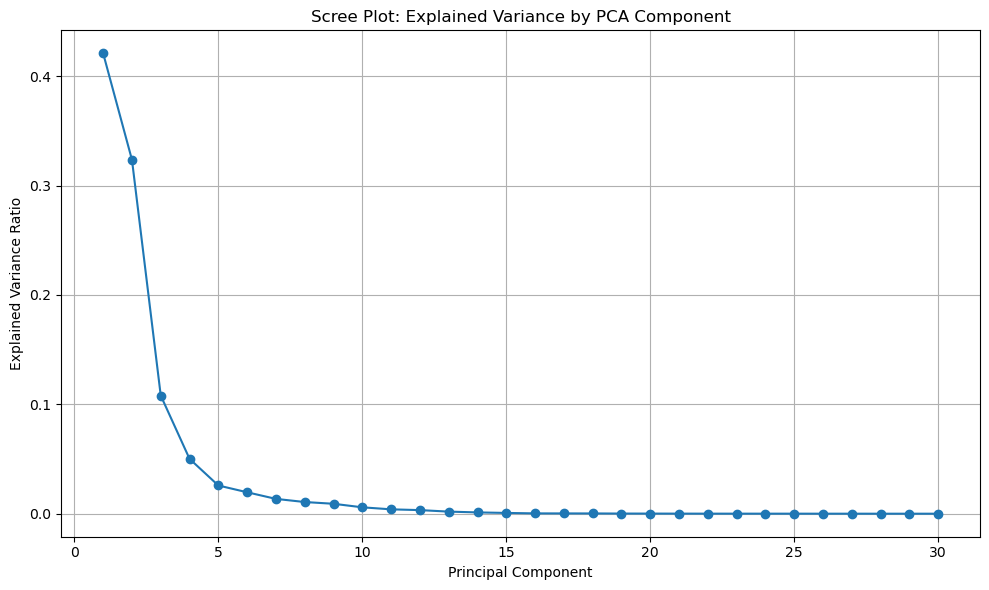 Scree Plot: Explained Variance by PCA Component
Explained Variance Ratio
0.4
0.3
0.2
0.1
0.0
0 5 10 15 20 25 30
Principal Component